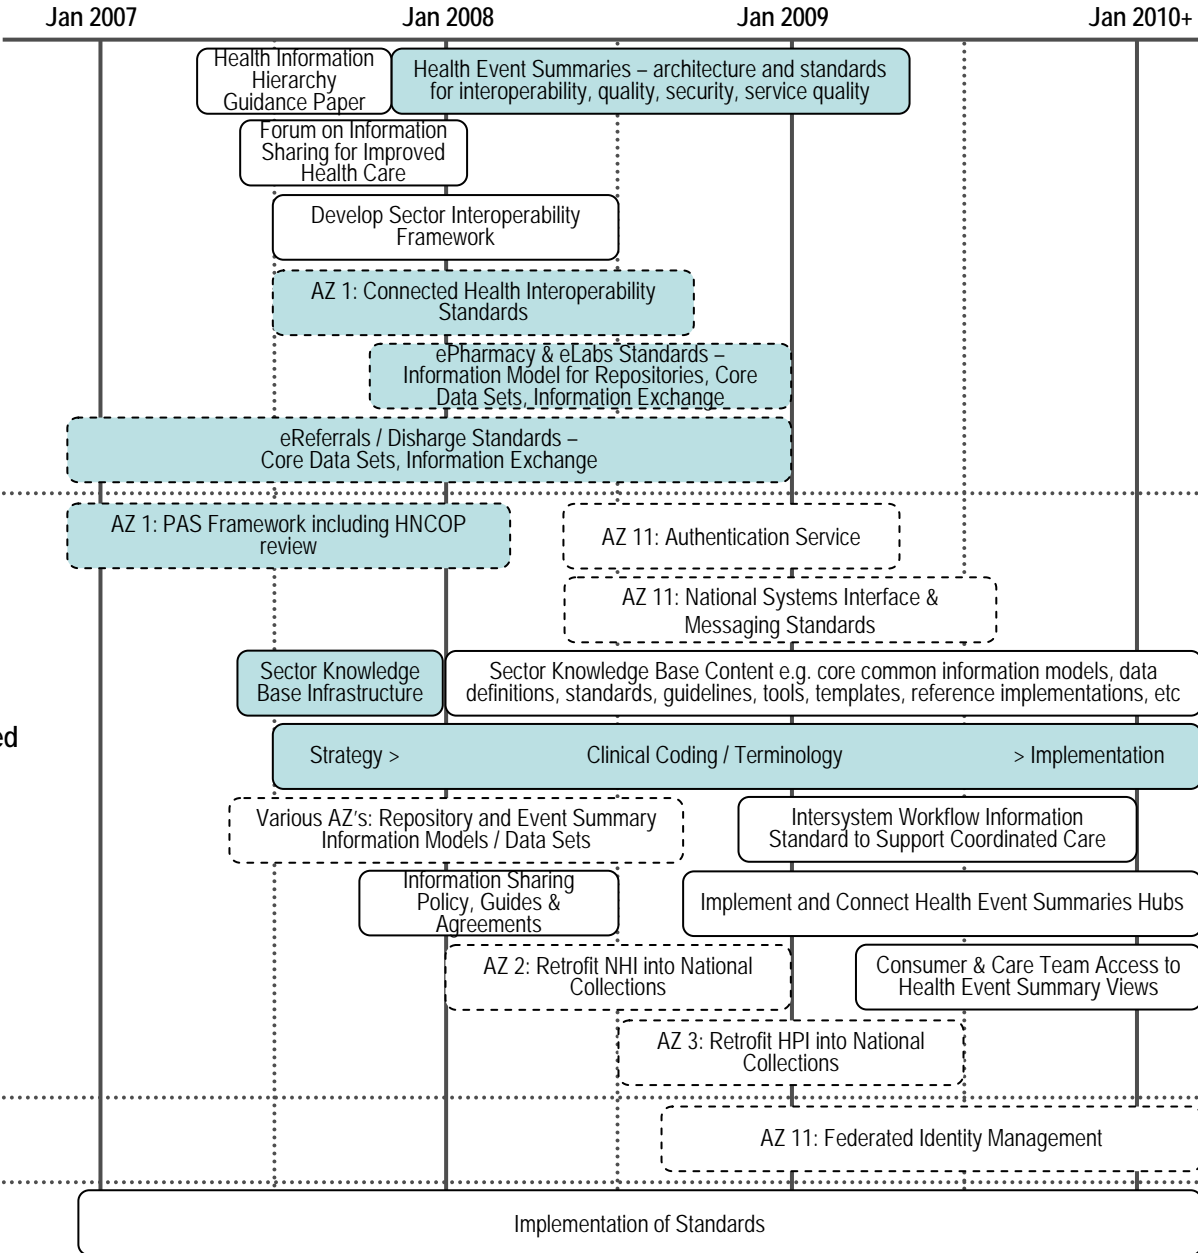 Jan 2007 Jan 2008 Jan 2009 Jan 2010+
Health Information
Hierarchy
Guidance Paper
Health Event Summaries – architecture and standards
for interoperability, quality, security, service quality
Forum on Information
Sharing for Improved
Health Care
Develop Sector Interoperability
Framework
AZ 1: Connected Health Interoperability
Standards
ePharmacy & eLabs Standards –
Information Model for Repositories, Core
Data Sets, Information Exchange
eReferrals / Disharge Standards –
Core Data Sets, Information Exchange
AZ 1: PAS Framework including HNCOP
review
AZ 11: Authentication Service
AZ 11: National Systems Interface &
Messaging Standards
Sector Knowledge
Base Infrastructure
Sector Knowledge Base Content e.g. core common information models, data
definitions, standards, guidelines, tools, templates, reference implementations, etc
ed
Strategy > Clinical Coding / Terminology > Implementation
Various AZ's: Repository and Event Summary
Information Models / Data Sets
Intersystem Workflow Information
Standard to Support Coordinated Care
Information Sharing
Policy, Guides &
Agreements
Implement and Connect Health Event Summaries Hubs
AZ 2: Retrofit NHI into National
Collections
Consumer & Care Team Access to
Health Event Summary Views
AZ 3: Retrofit HPI into National
Collections
AZ 11: Federated Identity Management
Implementation of Standards